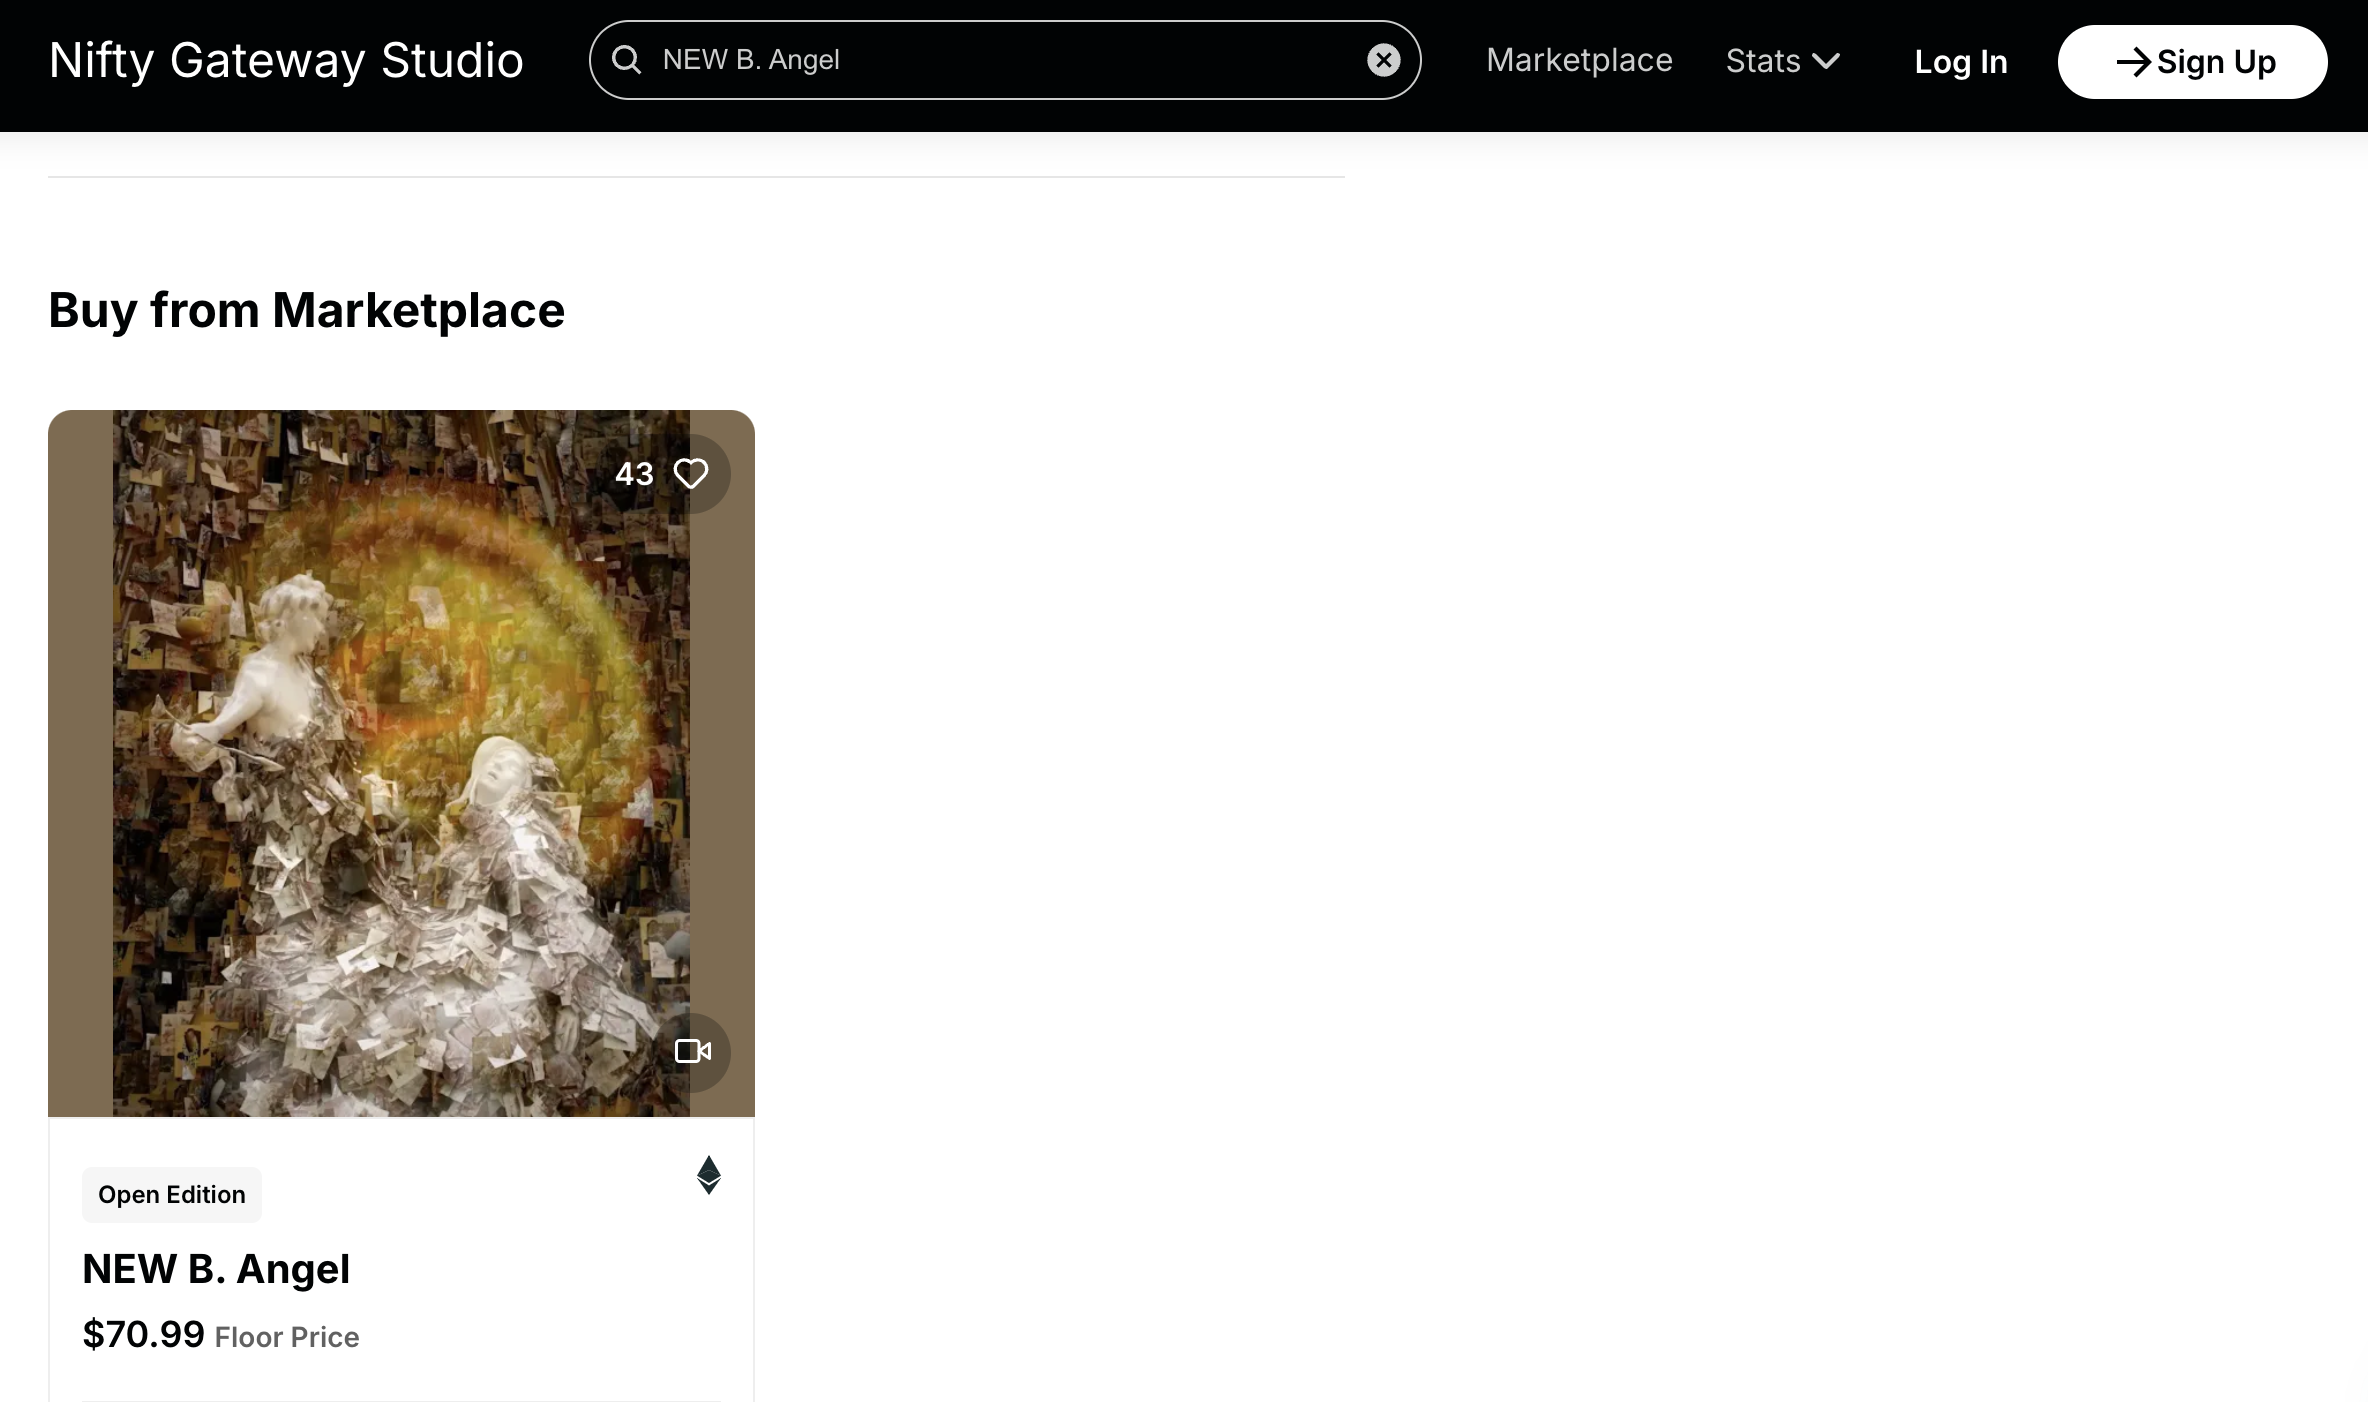 Nifty Gateway Studio
NEW B. Angel
Marketplace
Stats
Log In
Sign Up
Buy from Marketplace
43
Open Edition
NEW B. Angel
$70.99 Floor Price